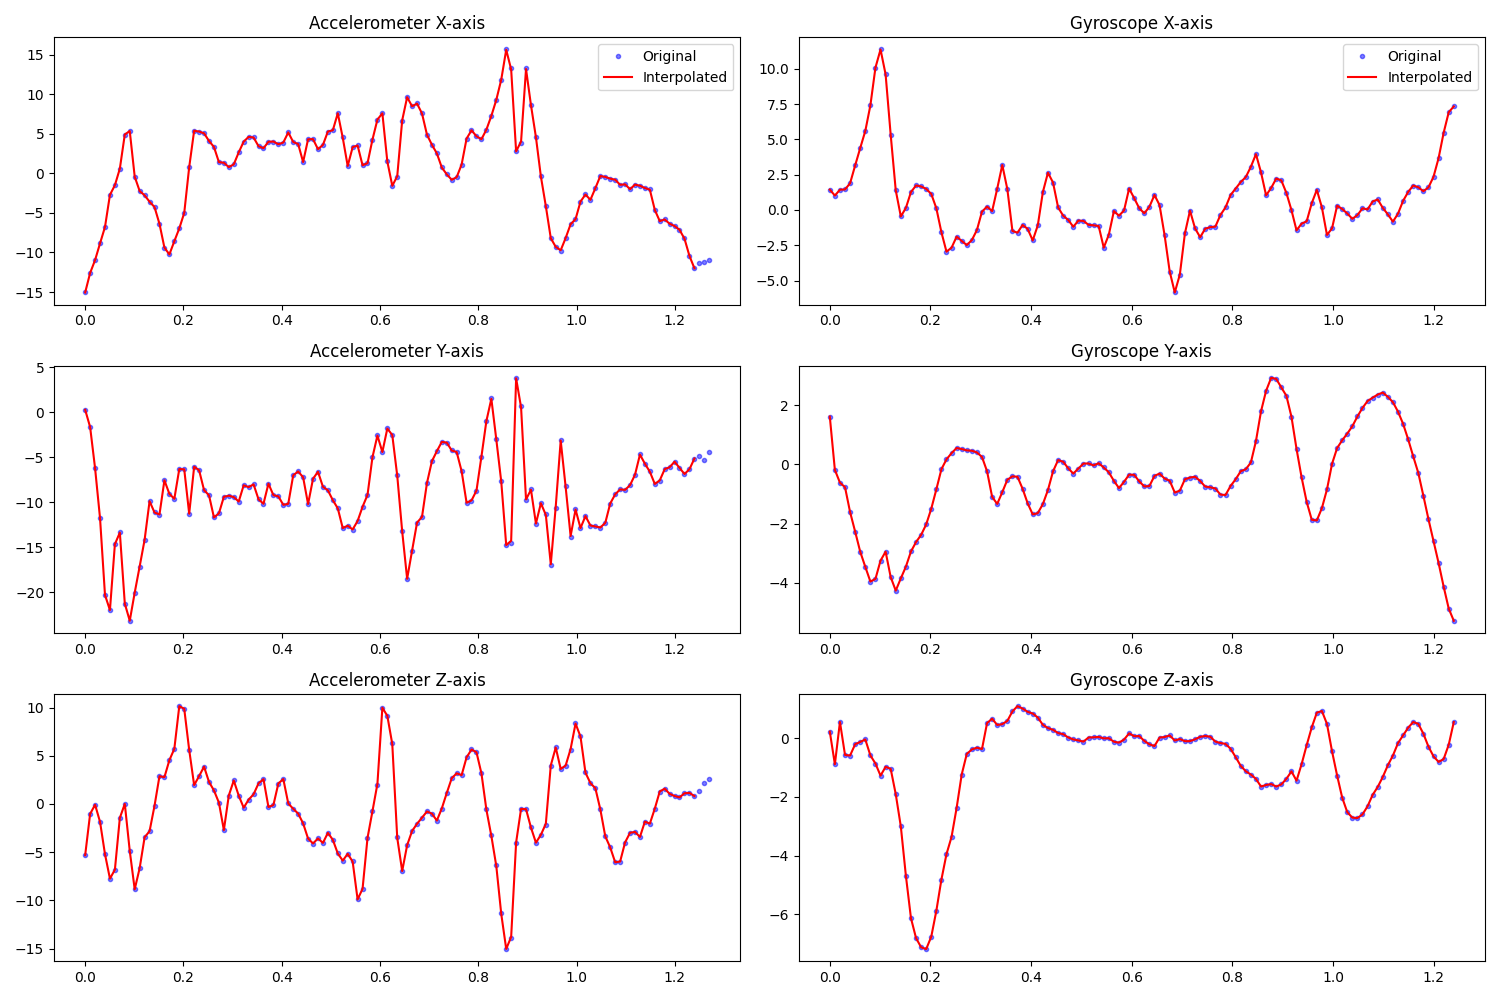 Accelerometer X-axis
Original
Interpolated
15
10
5
0
−5
−10
−15
0.0 0.2 0.4 0.6 0.8 1.0 1.2
Gyroscope X-axis
Original
Interpolated
10.0
7.5
5.0
2.5
0.0
−2.5
−5.0
0.0 0.2 0.4 0.6 0.8 1.0 1.2
Accelerometer Y-axis
5
0
−5
−10
−15
−20
0.0 0.2 0.4 0.6 0.8 1.0 1.2
Gyroscope Y-axis
2
0
−2
−4
0.0 0.2 0.4 0.6 0.8 1.0 1.2
Accelerometer Z-axis
10
5
0
−5
−10
−15
0.0 0.2 0.4 0.6 0.8 1.0 1.2
Gyroscope Z-axis
0
−2
−4
−6
0.0 0.2 0.4 0.6 0.8 1.0 1.2